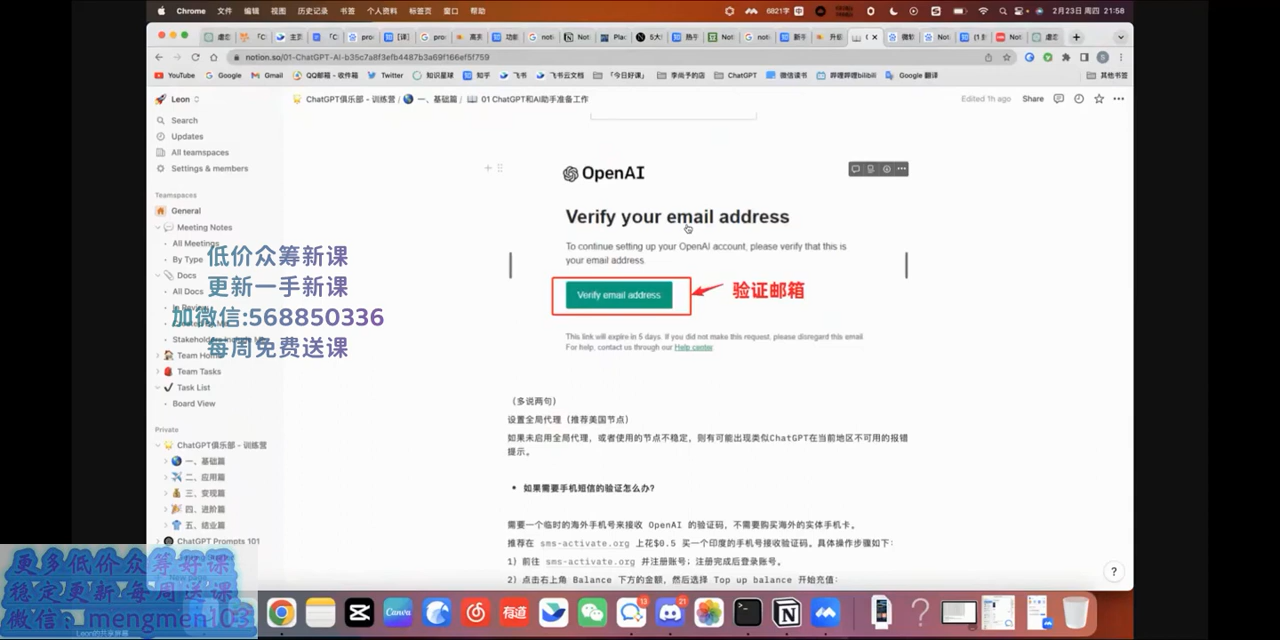 Chrome 文件 编辑 视图 历史记录 书签 个人资料 标签页 窗口 帮助
6821字 2月23日 周四 21:58
notion.so/01-ChatGPT-AI-b35c7a8f3efb4487b3a69f166ef5f759
YouTube Google Gmail QQ邮箱 - 收件箱 Twitter 知识星球 知乎 飞书 飞书云文档 「今日好课」 李尚予的店 ChatGPT 微信读书 哔哩哔哩bilibili Google 翻译 其他书签
Leon
ChatGPT俱乐部 - 训练营 / 一、基础篇 / 01 ChatGPT和AI助手准备工作
Edited 1h ago Share
Search
Updates
All teamspaces
Settings & members
Teamspaces
General
Meeting Notes
All Meetings
By Type
Docs
All Docs
Team Tasks
Task List
Board View
Private
ChatGPT俱乐部 - 训练营
一、基础篇
二、应用篇
三、变现篇
四、进阶篇
五、结业篇
ChatGPT Prompts 101
低价众筹新课
更新一手新课
加微信:568850336
每周免费送课
OpenAI
Verify your email address
To continue setting up your OpenAI account, please verify that this is
your email address.
Verify email address
验证邮箱
This link will expire in 5 days. If you did not make this request, please disregard this email
For help, contact us through our Help center
（多说两句）
设置全局代理（推荐美国节点）
如果未启用全局代理，或者使用的节点不稳定，则有可能出现类似ChatGPT在当前地区不可用的报错
提示。
• 如果需要手机短信的验证怎么办?
需要一个临时的海外手机号来接收 OpenAI 的验证码，不需要购买海外的实体手机卡。
推荐在 sms-activate.org 上花$0.5 买一个印度的手机号接收验证码。具体操作步骤如下：
1）前往 sms-activate.org 并注册账号；注册完成后登录账号。
2）点击右上角 Balance 下方的金额，然后选择 Top up balance 开始充值：
更多低价众筹好课
稳定更新每周送课
微信：mengmen103
Leon的共享屏幕
Canva
有道
13
21
?